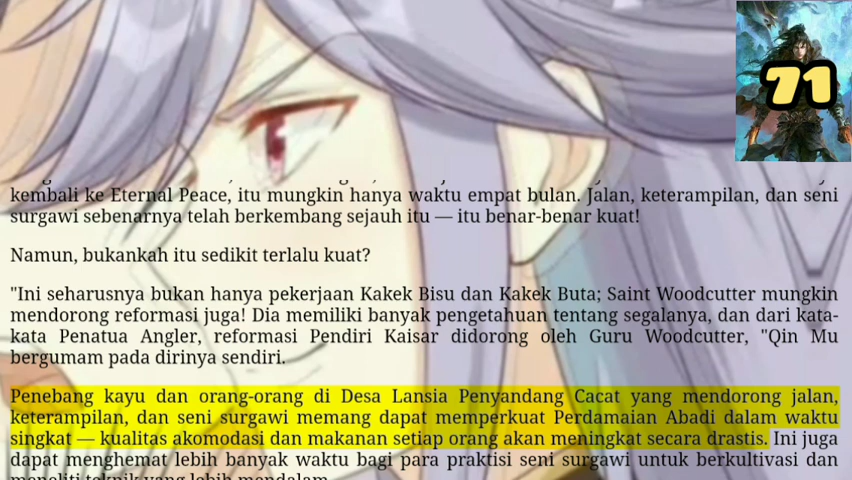 71
kembali ke Eternal Peace, itu mungkin hanya waktu empat bulan. Jalan, keterampilan, dan seni
surgawi sebenarnya telah berkembang sejauh itu — itu benar-benar kuat!
Namun, bukankah itu sedikit terlalu kuat?
"Ini seharusnya bukan hanya pekerjaan Kakek Bisu dan Kakek Buta; Saint Woodcutter mungkin
mendorong reformasi juga! Dia memiliki banyak pengetahuan tentang segalanya, dan dari kata-
kata Penatua Angler, reformasi Pendiri Kaisar didorong oleh Guru Woodcutter, "Qin Mu
bergumam pada dirinya sendiri.
Penebang kayu dan orang-orang di Desa Lansia Penyandang Cacat yang mendorong jalan,
keterampilan, dan seni surgawi memang dapat memperkuat Perdamaian Abadi dalam waktu
singkat — kualitas akomodasi dan makanan setiap orang akan meningkat secara drastis. Ini juga
dapat menghemat lebih banyak waktu bagi para praktisi seni surgawi untuk berkultivasi dan
meneliti teknik yang lebih mendalam.